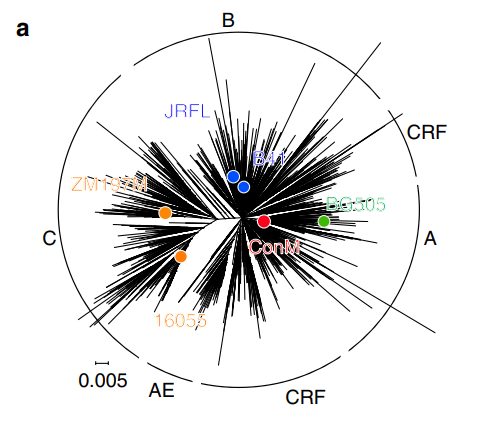 a
B
JRFL
B41
CRF
ZM197M
BG505
C
ConM
A
16055
0.005
AE
CRF